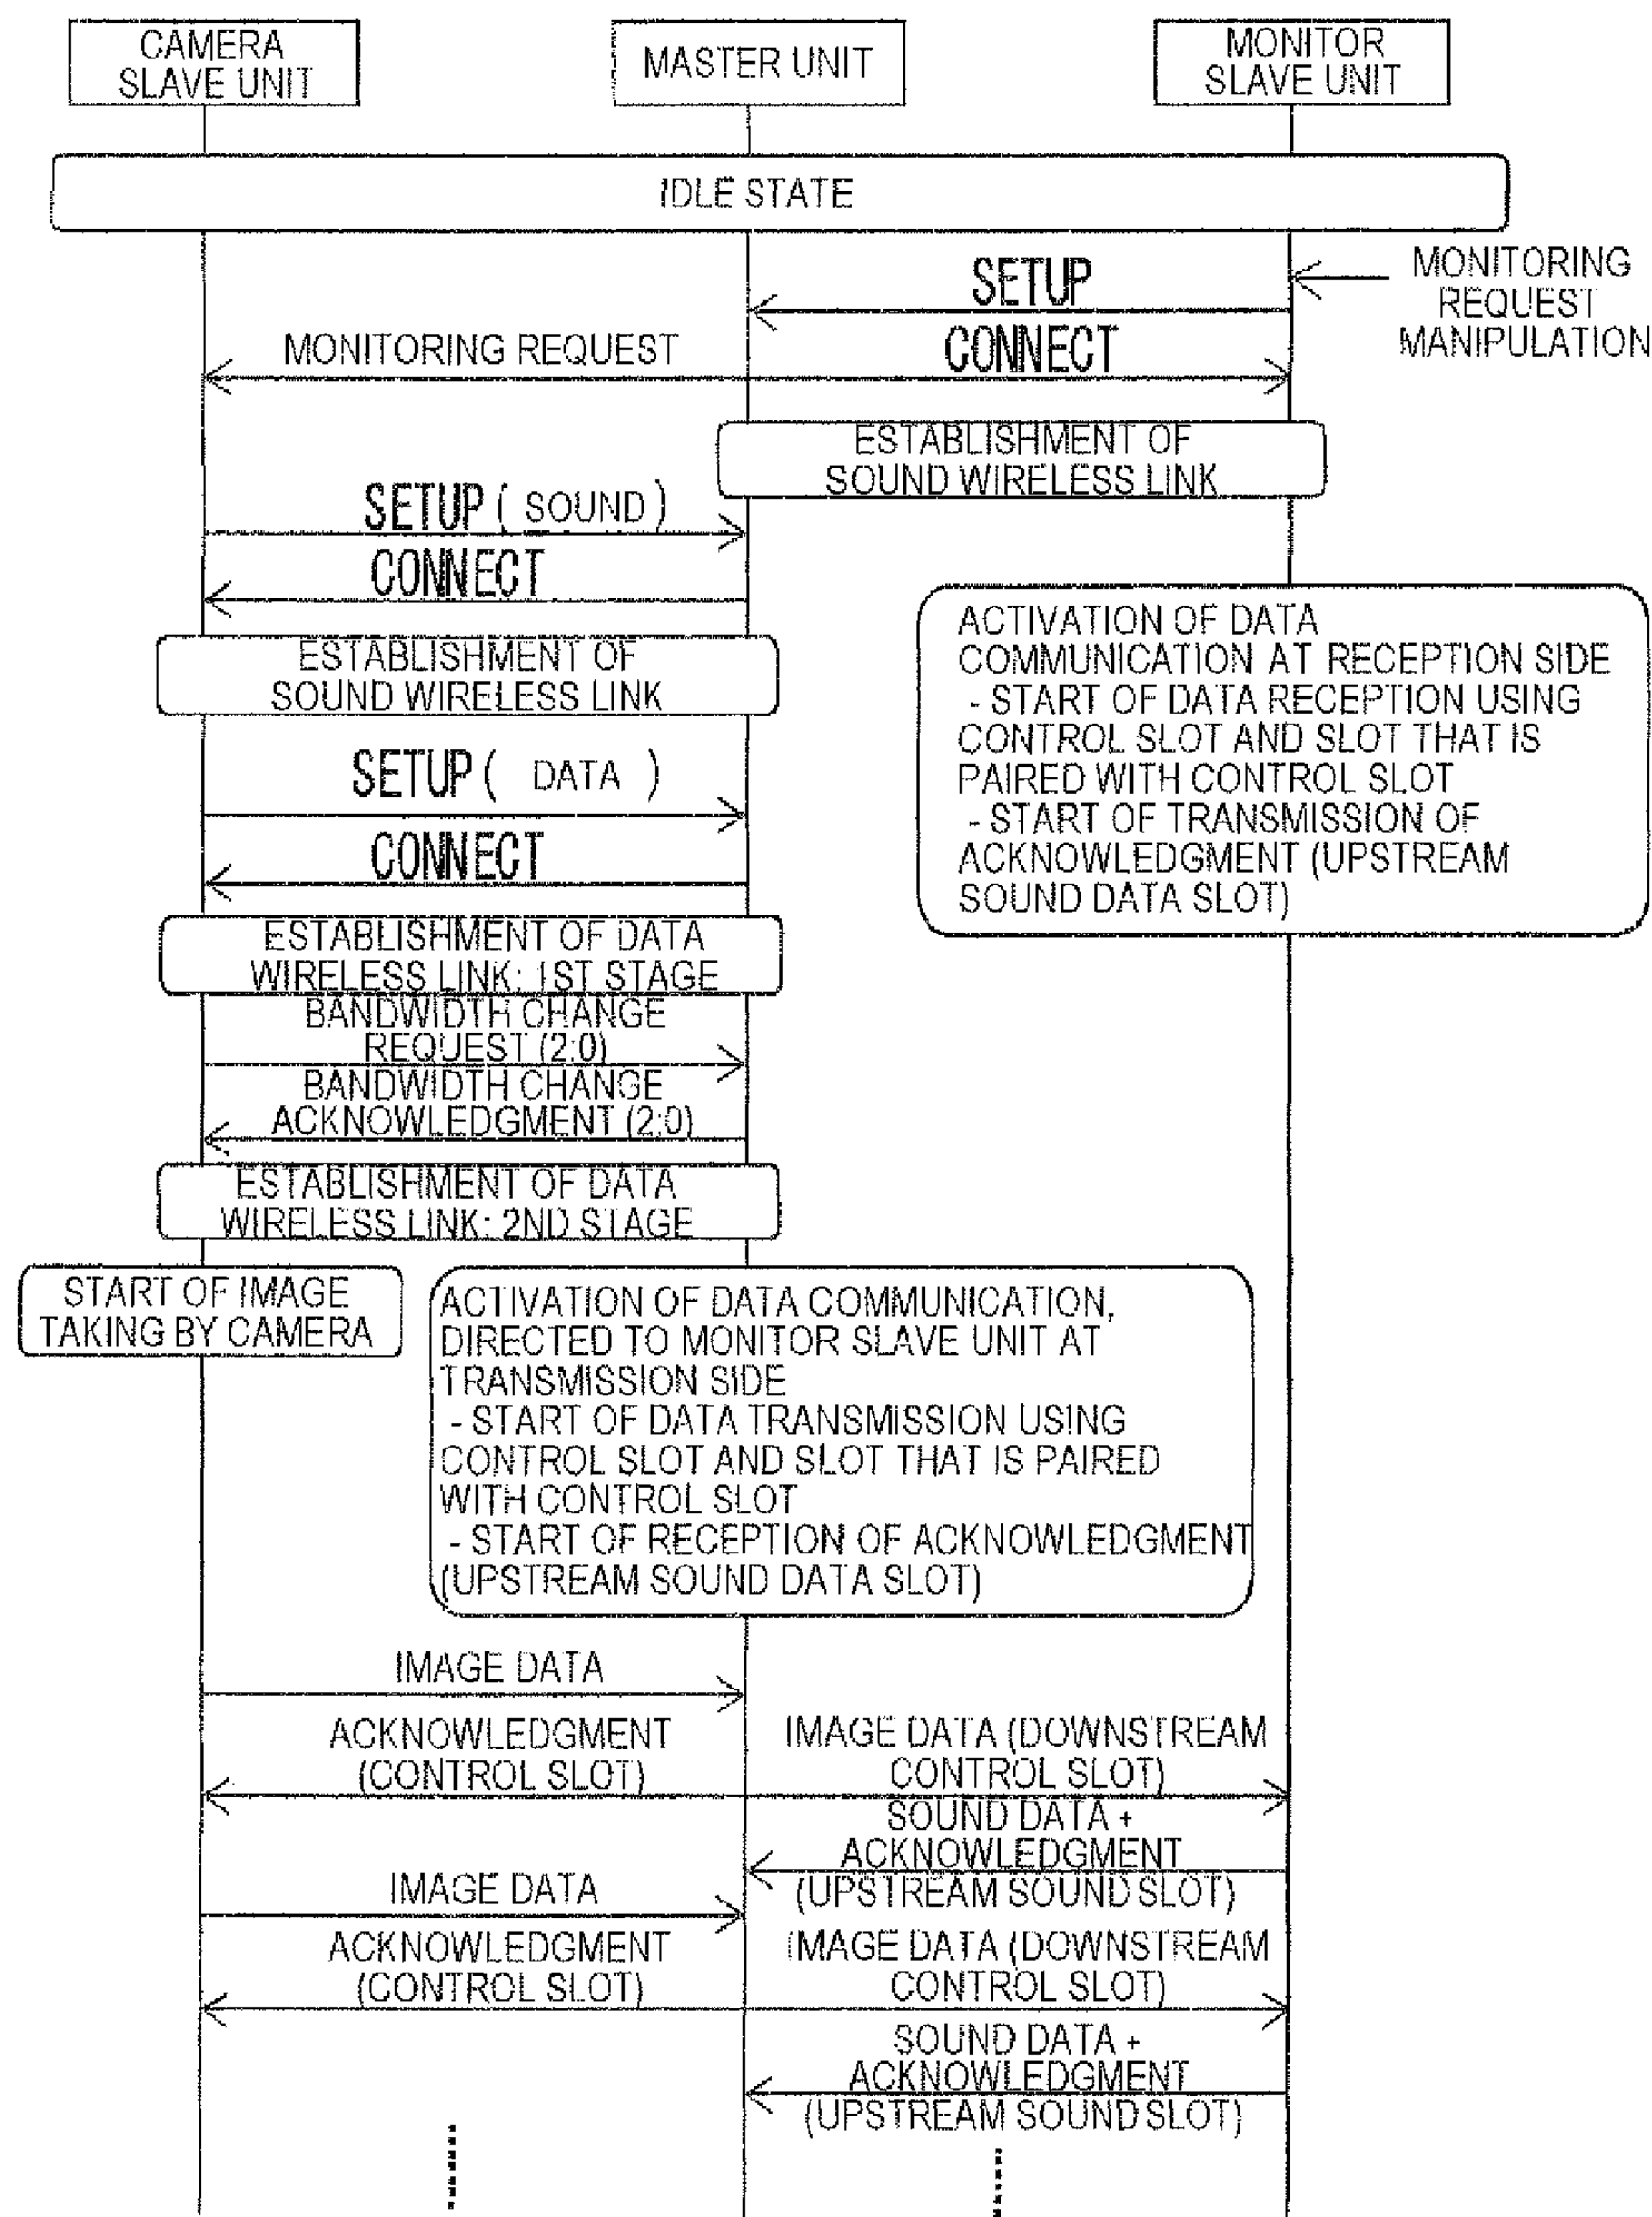 CAMERA
SLAVE UNIT
MASTER UNIT
MONITOR
SLAVE UNIT
IDLE STATE
MONITORING
REQUEST
MANIPULATION
SETUP
MONITORING REQUEST
CONNECT
ESTABLISHMENT OF
SOUND WIRELESS LINK
SETUP ( SOUND )
CONNECT
ESTABLISHMENT OF
SOUND WIRELESS LINK
ACTIVATION OF DATA
COMMUNICATION AT RECEPTION SIDE
- START OF DATA RECEPTION USING
CONTROL SLOT AND SLOT THAT IS
PAIRED WITH CONTROL SLOT
- START OF TRANSMISSION OF
ACKNOWLEDGMENT (UPSTREAM
SOUND DATA SLOT)
SETUP ( DATA )
CONNECT
ESTABLISHMENT OF DATA
WIRELESS LINK: 1ST STAGE
BANDWIDTH CHANGE
REQUEST (2:0)
BANDWIDTH CHANGE
ACKNOWLEDGMENT (2:0)
ESTABLISHMENT OF DATA
WIRELESS LINK: 2ND STAGE
START OF IMAGE
TAKING BY CAMERA
ACTIVATION OF DATA COMMUNICATION,
DIRECTED TO MONITOR SLAVE UNIT AT
TRANSMISSION SIDE
- START OF DATA TRANSMISSION USING
CONTROL SLOT AND SLOT THAT IS PAIRED
WITH CONTROL SLOT
- START OF RECEPTION OF ACKNOWLEDGMENT
(UPSTREAM SOUND DATA SLOT)
IMAGE DATA
ACKNOWLEDGMENT
(CONTROL SLOT)
IMAGE DATA (DOWNSTREAM
CONTROL SLOT)
SOUND DATA +
ACKNOWLEDGMENT
(UPSTREAM SOUND SLOT)
IMAGE DATA
ACKNOWLEDGMENT
(CONTROL SLOT)
IMAGE DATA (DOWNSTREAM
CONTROL SLOT)
SOUND DATA +
ACKNOWLEDGMENT
(UPSTREAM SOUND SLOT)